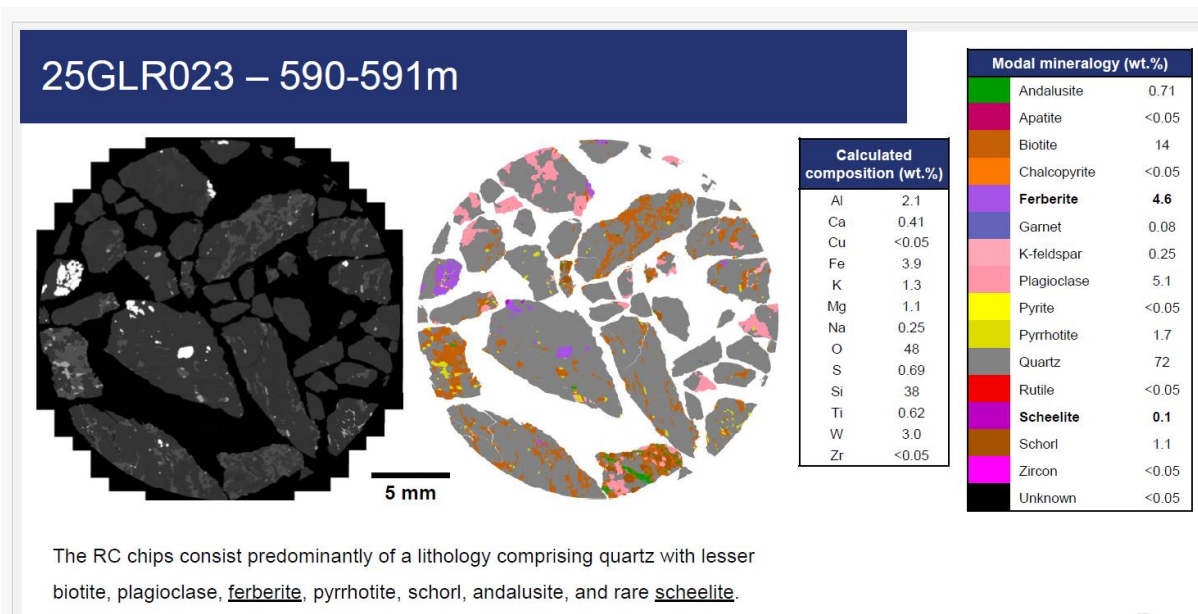 25GLR023 – 590-591m
5 mm
Calculated
composition (wt.%)
Al 2.1
Ca 0.41
Cu <0.05
Fe 3.9
K 1.3
Mg 1.1
Na 0.25
O 48
S 0.69
Si 38
Ti 0.62
W 3.0
Zr <0.05
Modal mineralogy (wt.%)
Andalusite 0.71
Apatite <0.05
Biotite 14
Chalcopyrite <0.05
Ferberite 4.6
Garnet 0.08
K-feldspar 0.25
Plagioclase 5.1
Pyrite <0.05
Pyrrhotite 1.7
Quartz 72
Rutile <0.05
Scheelite 0.1
Schorl 1.1
Zircon <0.05
Unknown <0.05
The RC chips consist predominantly of a lithology comprising quartz with lesser
biotite, plagioclase, ferberite, pyrrhotite, schorl, andalusite, and rare scheelite.